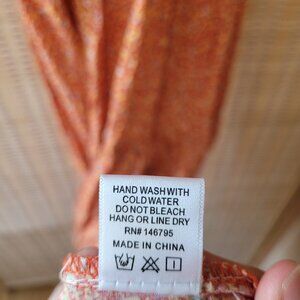 HAND WASH WITH
COLD WATER
DO NOT BLEACH
HANG OR LINE DRY
RN# 146795
MADE IN CHINA